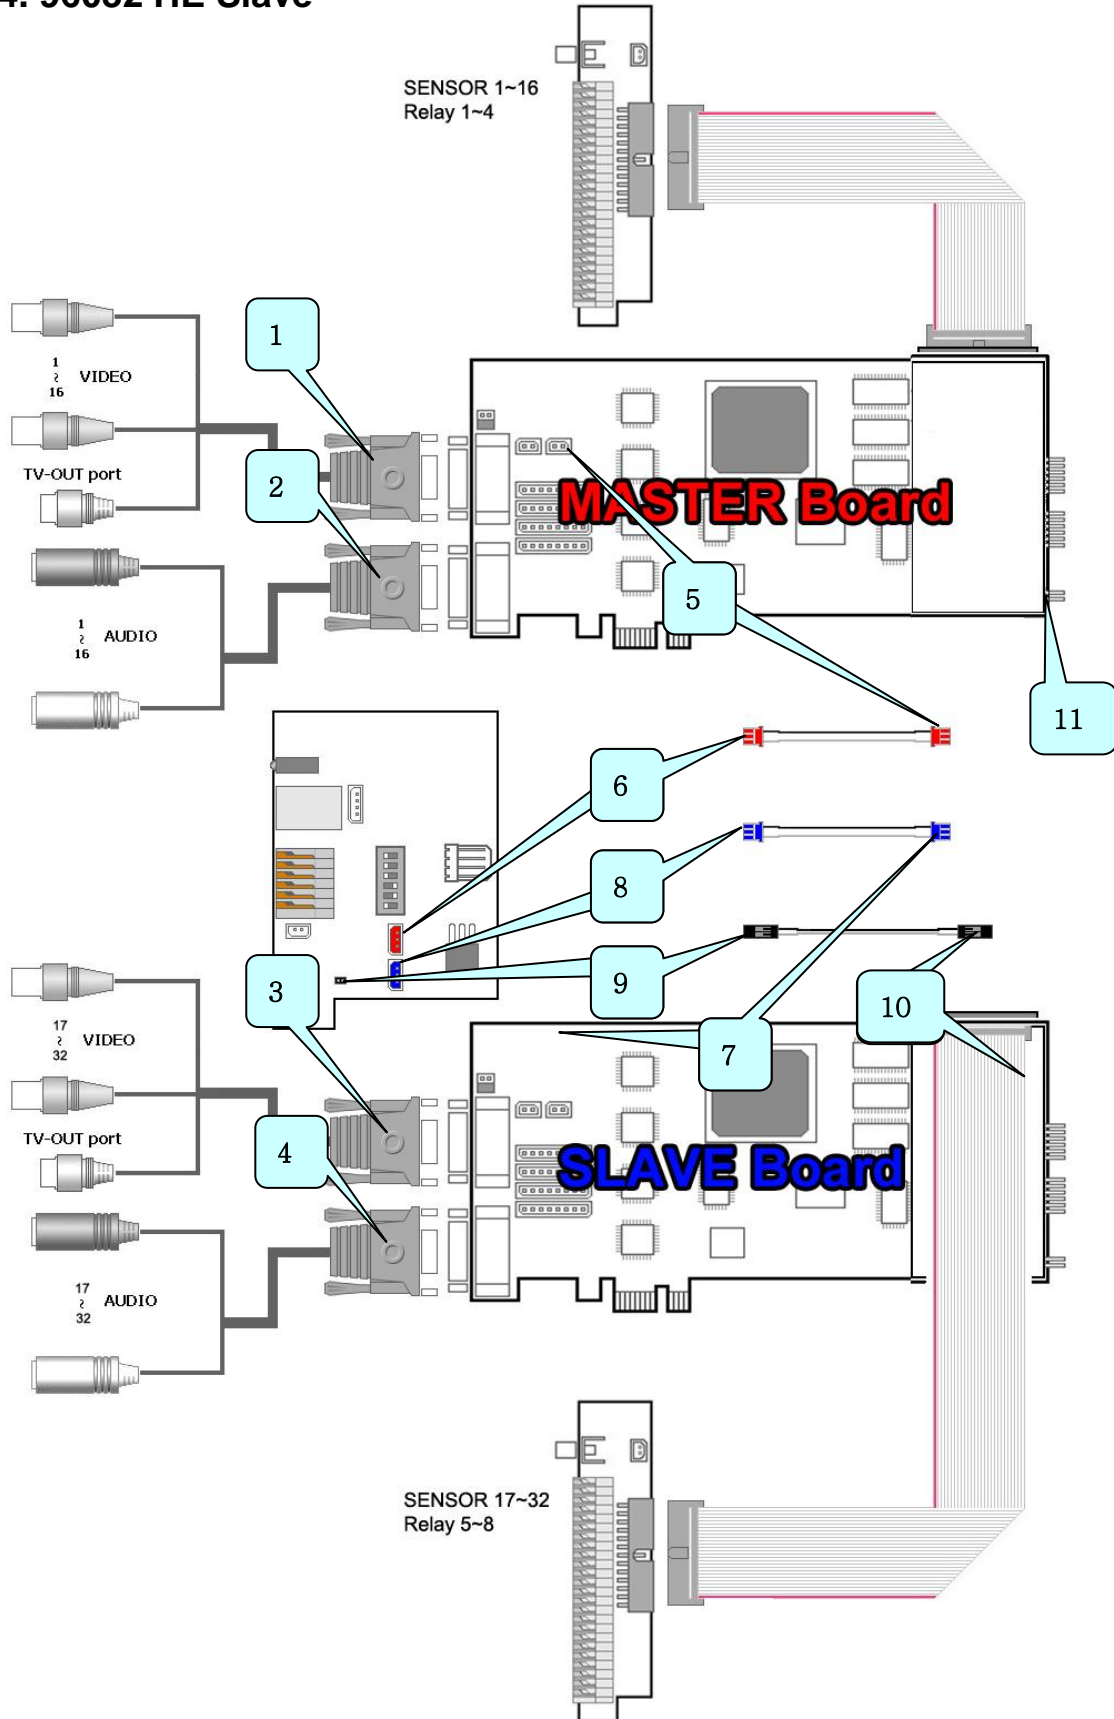 SENSOR 1~16
Relay 1~4
1
1
~
16
VIDEO
TV-OUT port
2
MASTER Board
5
1
~
16
AUDIO
11
6
8
9
3
10
17
~
32
VIDEO
7
TV-OUT port
4
SLAVE Board
17
~
32
AUDIO
SENSOR 17~32
Relay 5~8